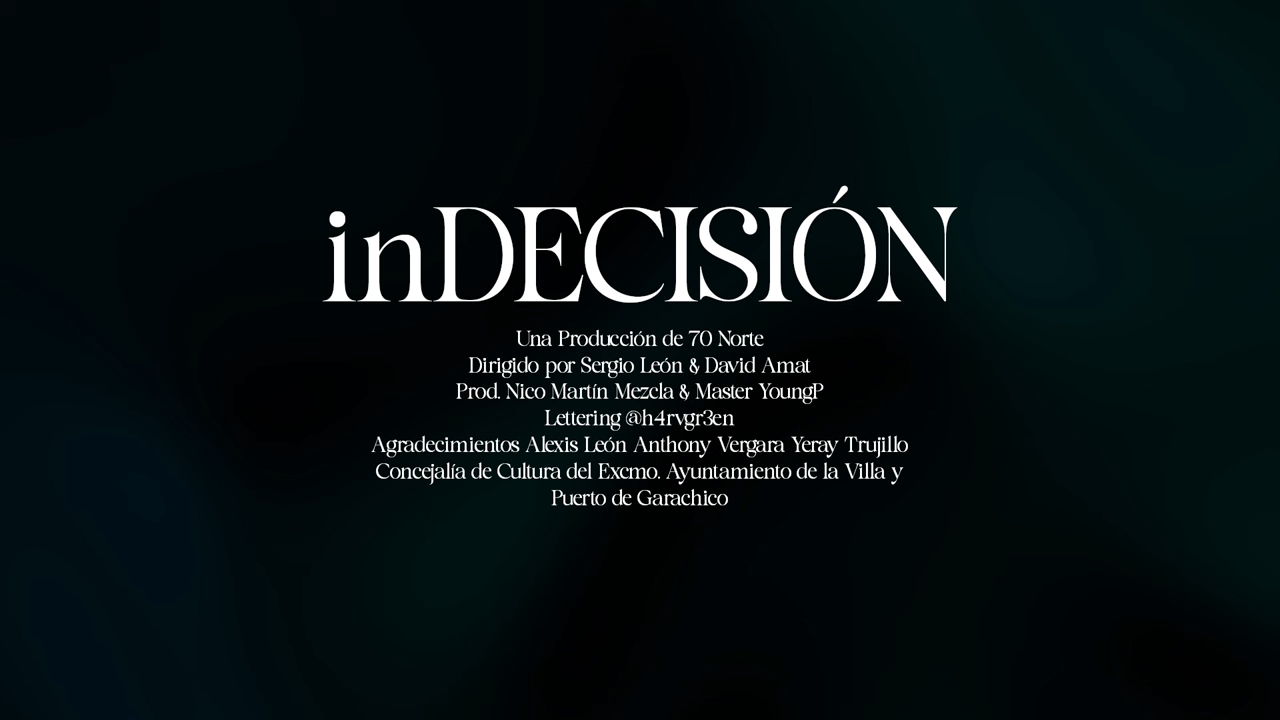 inDECISIÓN
Una Producción de 70 Norte
Dirigido por Sergio León & David Amat
Prod. Nico Martín Mezcla & Master YoungP
Lettering @h4rvgr3en
Agradecimientos Alexis León Anthony Vergara Yeray Trujillo
Concejalía de Cultura del Excmo. Ayuntamiento de la Villa y
Puerto de Garachico